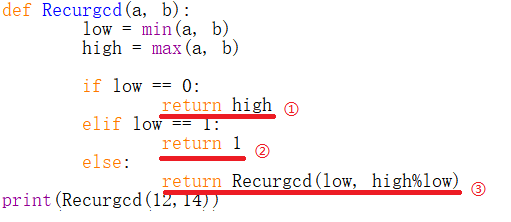 def Recurgcd(a, b):
low = min(a, b)
high = max(a, b)
if low == 0:
return high ①
elif low == 1:
return 1 ②
else:
return Recurgcd(low, high%low) ③
print(Recurgcd(12,14))